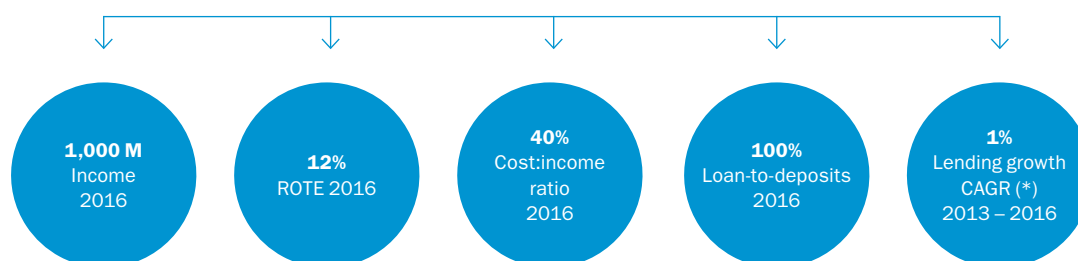 1,000 M
Income
2016
12%
ROTE 2016
40%
Cost:income
ratio
2016
100%
Loan-to-deposits
2016
1%
Lending growth
CAGR (*)
2013 – 2016